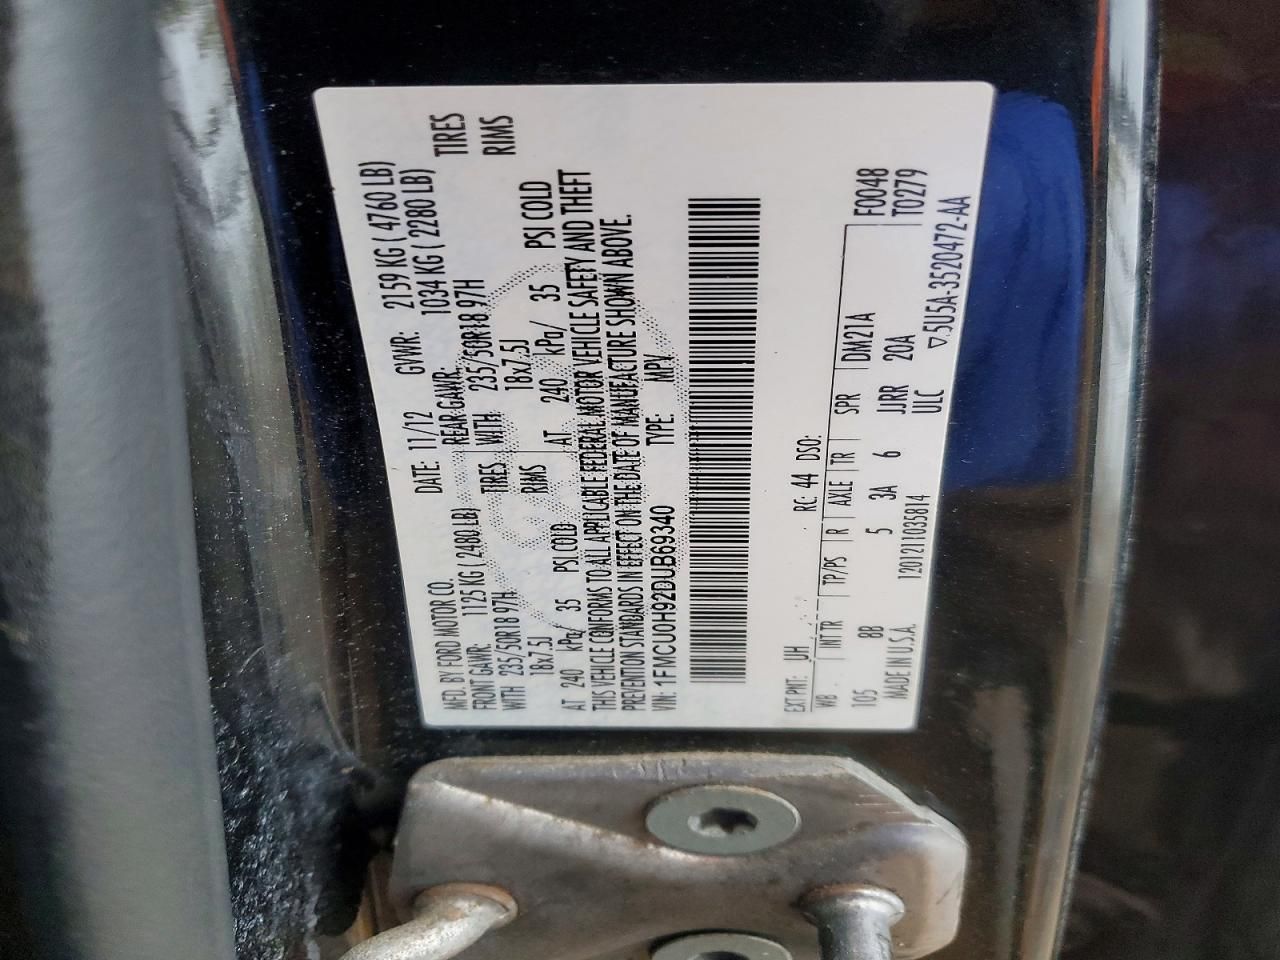 MFD. BY FORD MOTOR CO. DATE: 11/12 GVWR: 2159 KG ( 4760 LB)
FRONT GAWR: 1125 KG ( 2480 LB) REAR GAWR: 1034 KG ( 2280 LB)
WITH 235/50R18 97H TIRES WITH 235/50R18 97H TIRES
18x7.5J RIMS 18x7.5J RIMS
AT 240 kPa/ 35 PSI COLD AT 240 kPa/ 35 PSI COLD
THIS VEHICLE CONFORMS TO ALL APPLICABLE FEDERAL MOTOR VEHICLE SAFETY AND THEFT
PREVENTION STANDARDS IN EFFECT ON THE DATE OF MANUFACTURE SHOWN ABOVE.
VIN: 1FMCU0H92DUB69340 TYPE: MPV
EXT PNT: UH RC: 44 DSO:
WB INT TR TP/PS R AXLE TR SPR DM21A F0048
105 8B 5 3A 6 JJRR 20A T0279
MADE IN U.S.A. 1201211035814 ULC ▽5U5A-3520472-AA